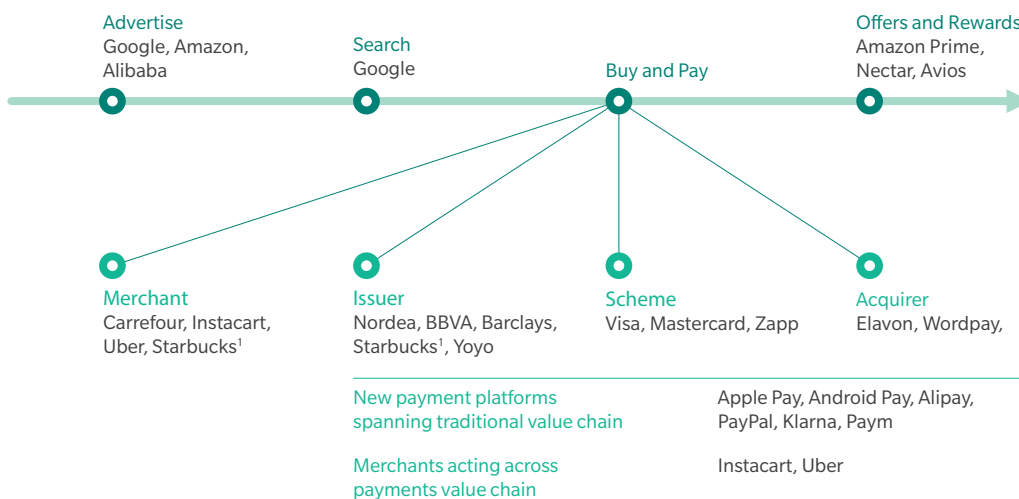 Advertise
Google, Amazon,
Alibaba
Search
Google
Buy and Pay
Offers and Rewards
Amazon Prime,
Nectar, Avios
Merchant
Carrefour, Instacart,
Uber, Starbucks¹
Issuer
Nordea, BBVA, Barclays,
Starbucks¹, Yoyo
Scheme
Visa, Mastercard, Zapp
Acquirer
Elavon, Wordpay,
New payment platforms
spanning traditional value chain
Apple Pay, Android Pay, Alipay,
PayPal, Klarna, Paym
Merchants acting across
payments value chain
Instacart, Uber